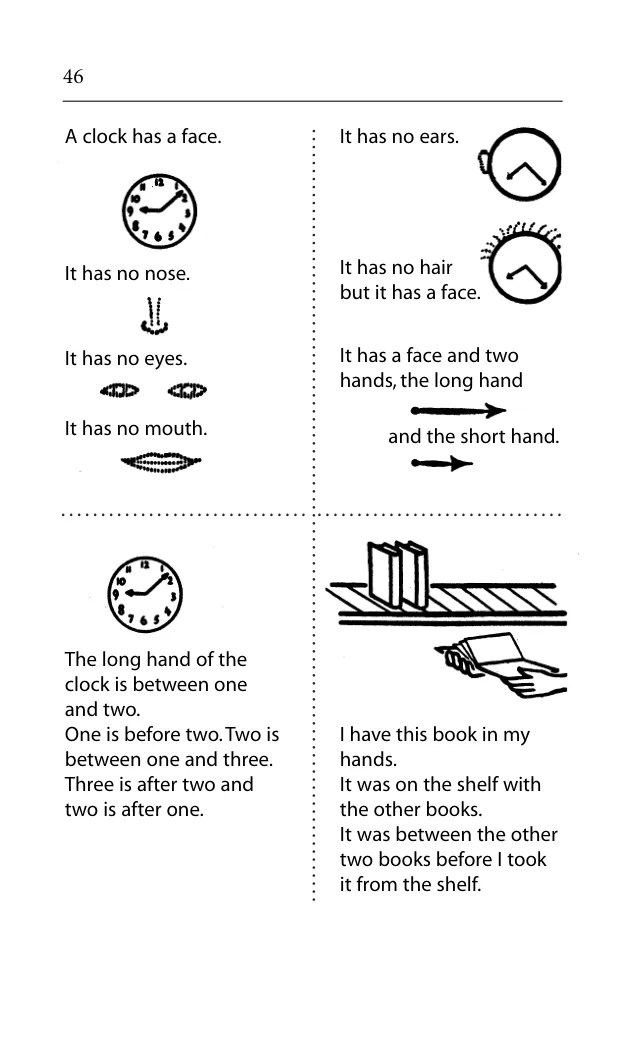 46
A clock has a face.
It has no nose.
It has no eyes.
It has no mouth.
It has no ears.
It has no hair
but it has a face.
It has a face and two
hands, the long hand
and the short hand.
The long hand of the
clock is between one
and two.
One is before two. Two is
between one and three.
Three is after two and
two is after one.
I have this book in my
hands.
It was on the shelf with
the other books.
It was between the other
two books before I took
it from the shelf.